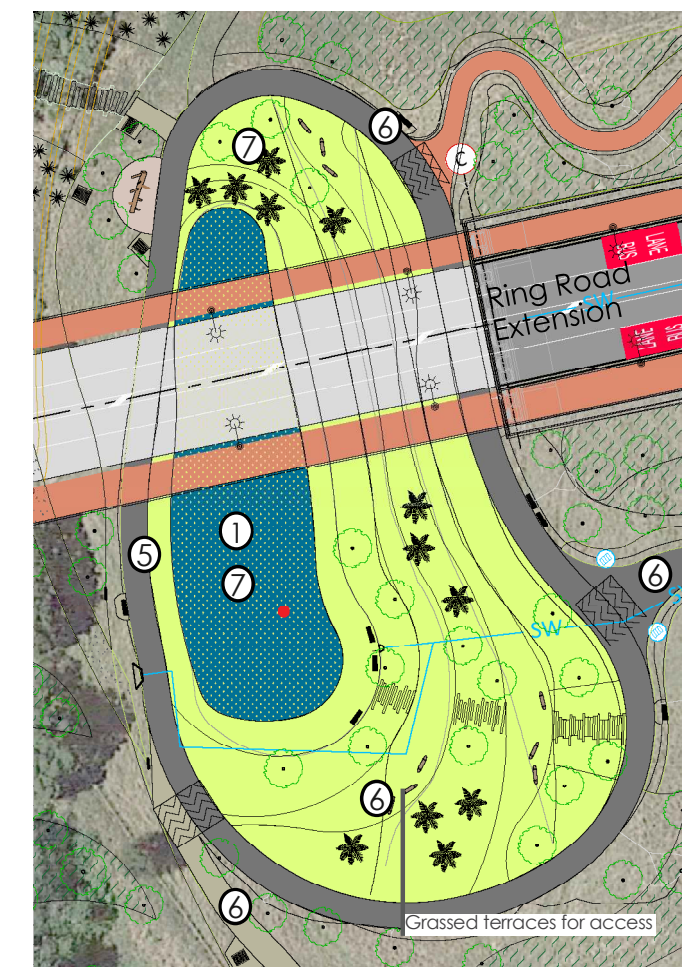 6
7
C
BUS LANE
Ring Road
SW
Extension
LANE BUS
1
5
7
6
SW
S
6
6
Grassed terraces for access